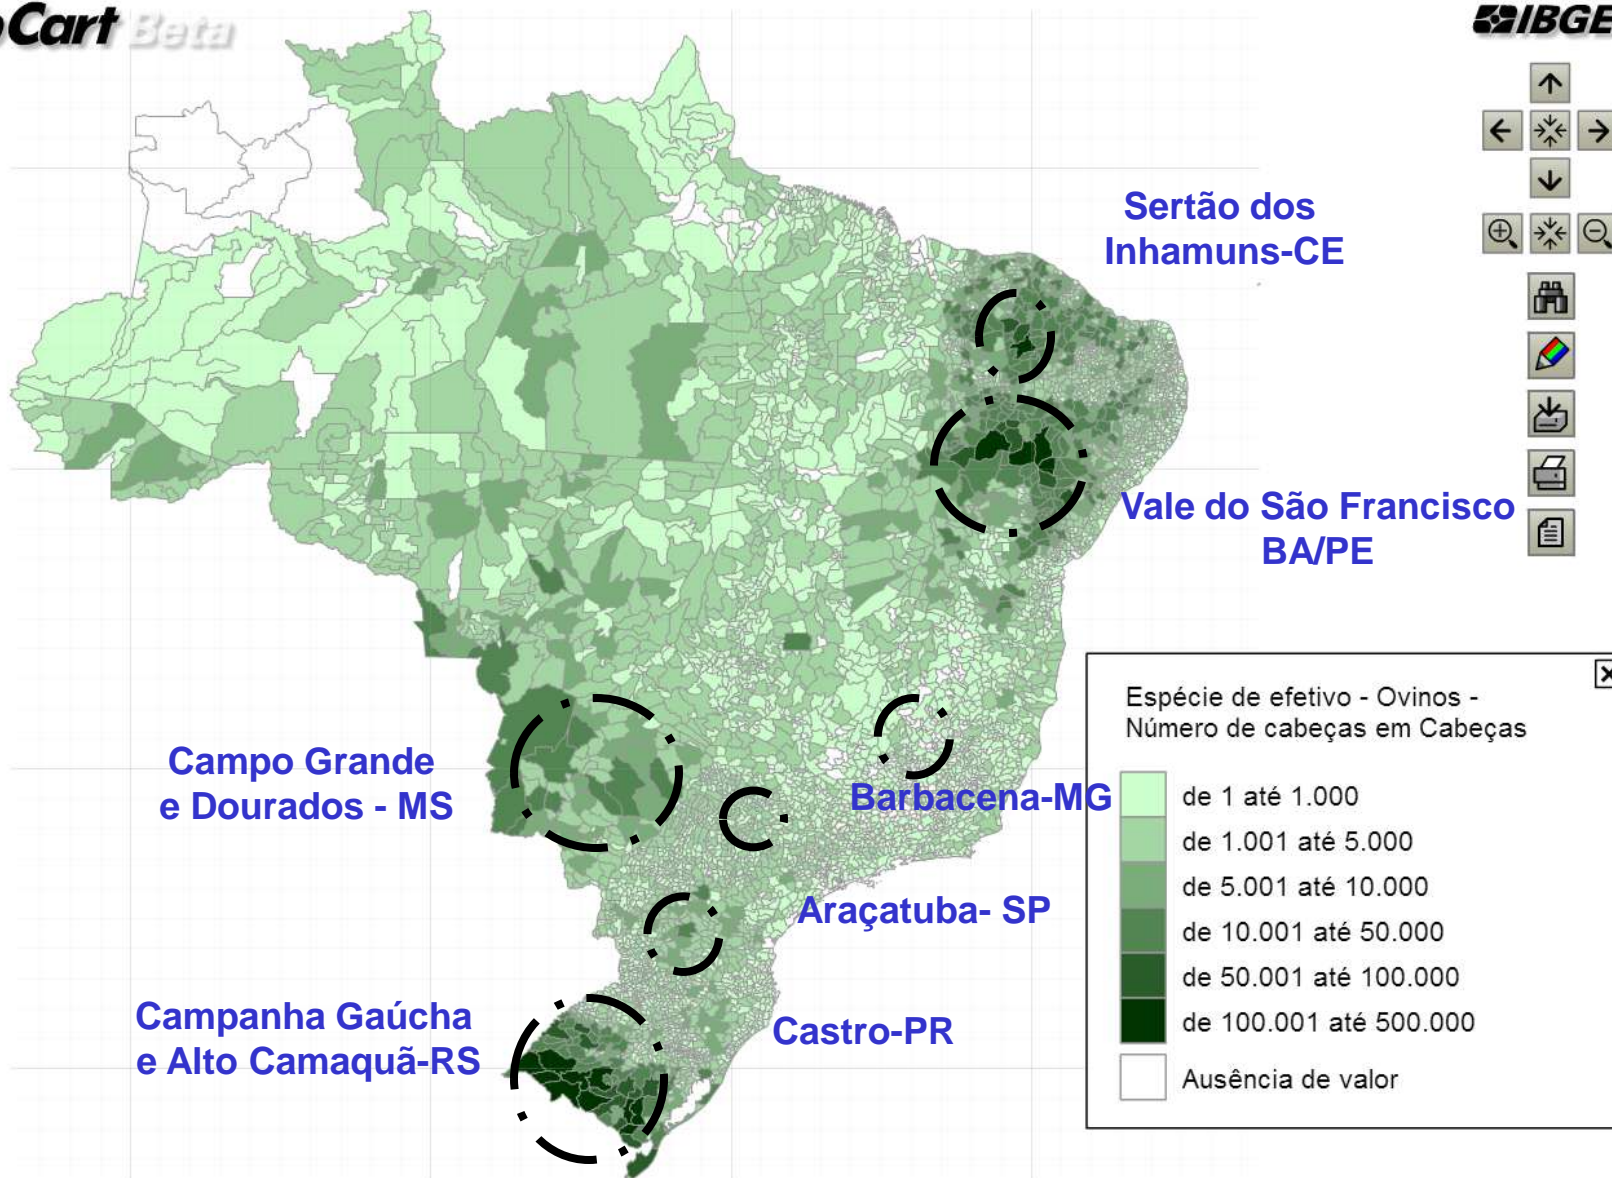 Cart Beta
IBGE
Sertão dos
Inhamuns-CE
Vale do São Francisco
BA/PE
Campo Grande
e Dourados - MS
Barbacena-MG
Araçatuba- SP
Campanha Gaúcha
e Alto Camaquã-RS
Castro-PR
Espécie de efetivo - Ovinos -
Número de cabeças em Cabeças
de 1 até 1.000
de 1.001 até 5.000
de 5.001 até 10.000
de 10.001 até 50.000
de 50.001 até 100.000
de 100.001 até 500.000
Ausência de valor